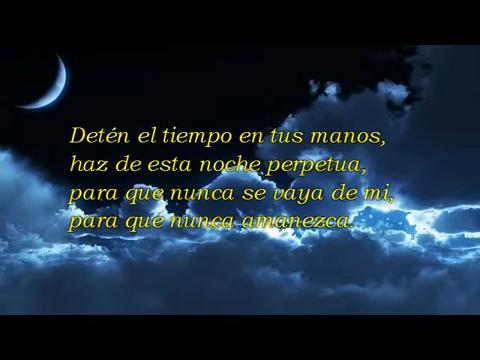 Detén el tiempo en tus manos,
haz de esta noche perpetua,
para que nunca se vaya de mi,
para que nunca amanezca.